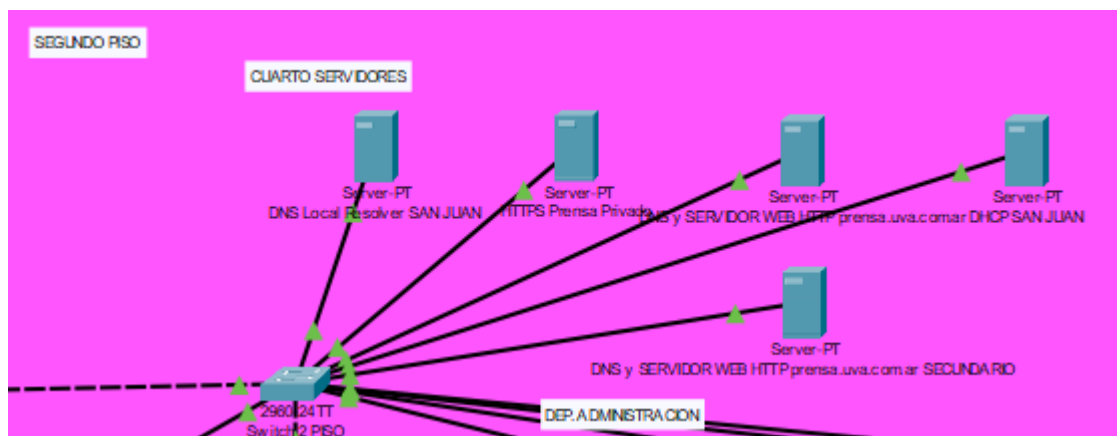 SEGUNDO PISO
CUARTO SERVIDORES
Server-PT
DNS Local Resolver SAN JUAN
Server-PT
HTTPS Prensa Privado
Server-PT
DNS y SERVIDOR WEB HTTP prensa.uva.com.ar
Server-PT
DHCP SAN JUAN
Server-PT
DNS y SERVIDOR WEB HTTP prensa.uva.com.ar SECUNDARIO
2960-24TT
Switch 2 PISO
DEP. ADMINISTRACION